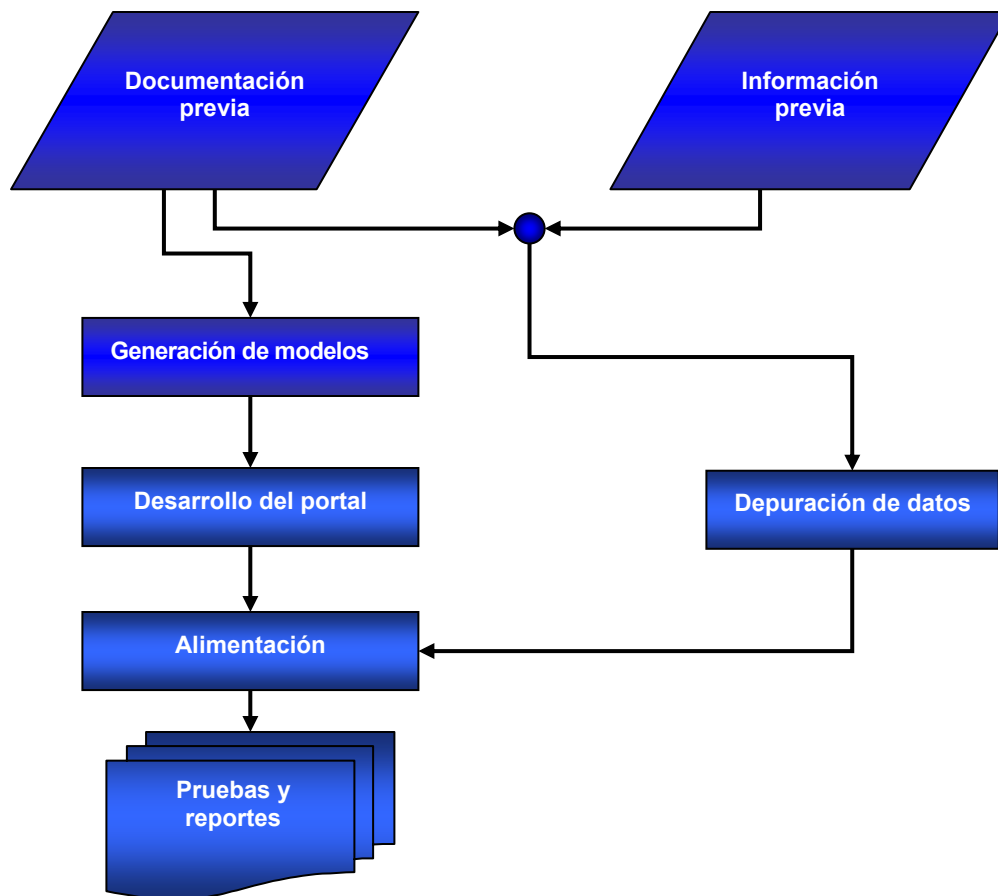 Documentación
previa
Información
previa
Generación de modelos
Desarrollo del portal
Depuración de datos
Alimentación
Pruebas y
reportes